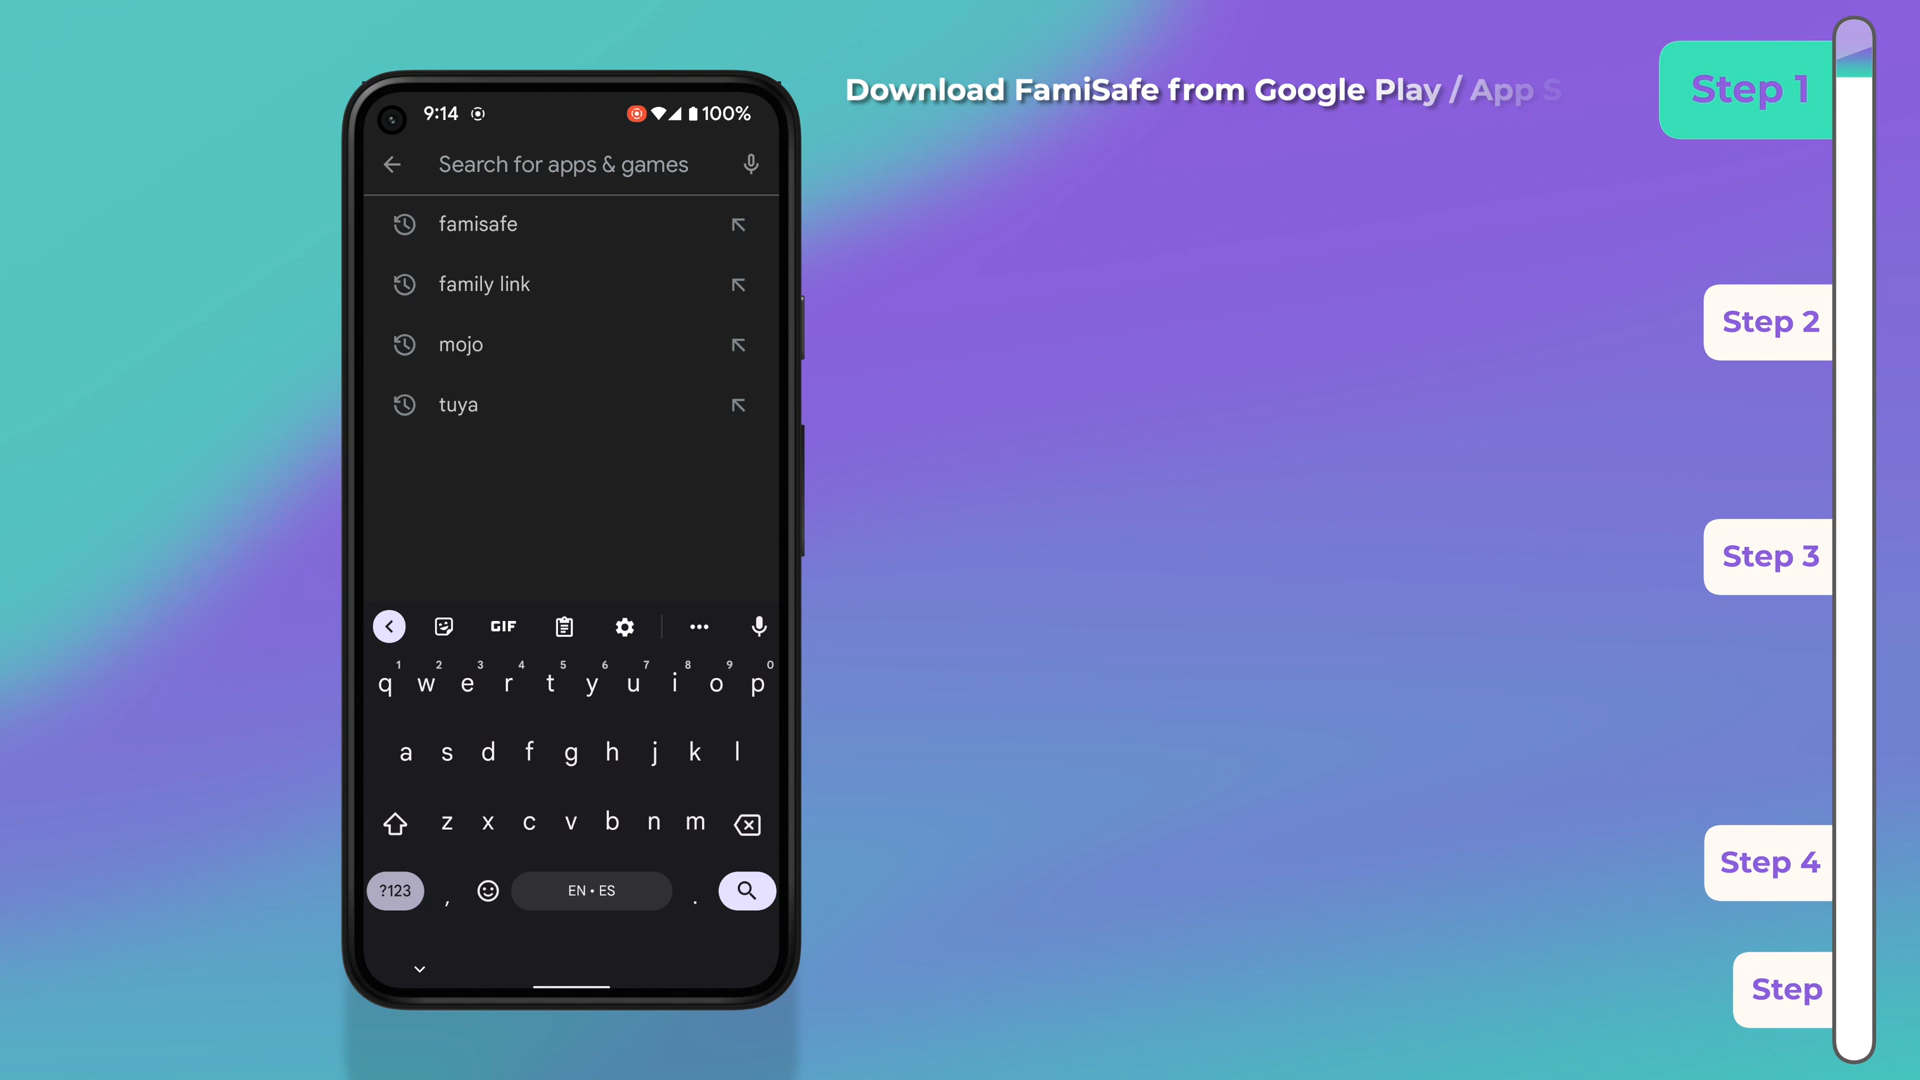 Download FamiSafe from Google Play / App S
Step 1
9:14
100%
Search for apps & games
famisafe
family link
mojo
tuya
GIF
1 2 3 4 5 6 7 8 9 0
q w e r t y u i o p
a s d f g h j k l
z x c v b n m
?123 , EN • ES .
Step 2
Step 3
Step 4
Step